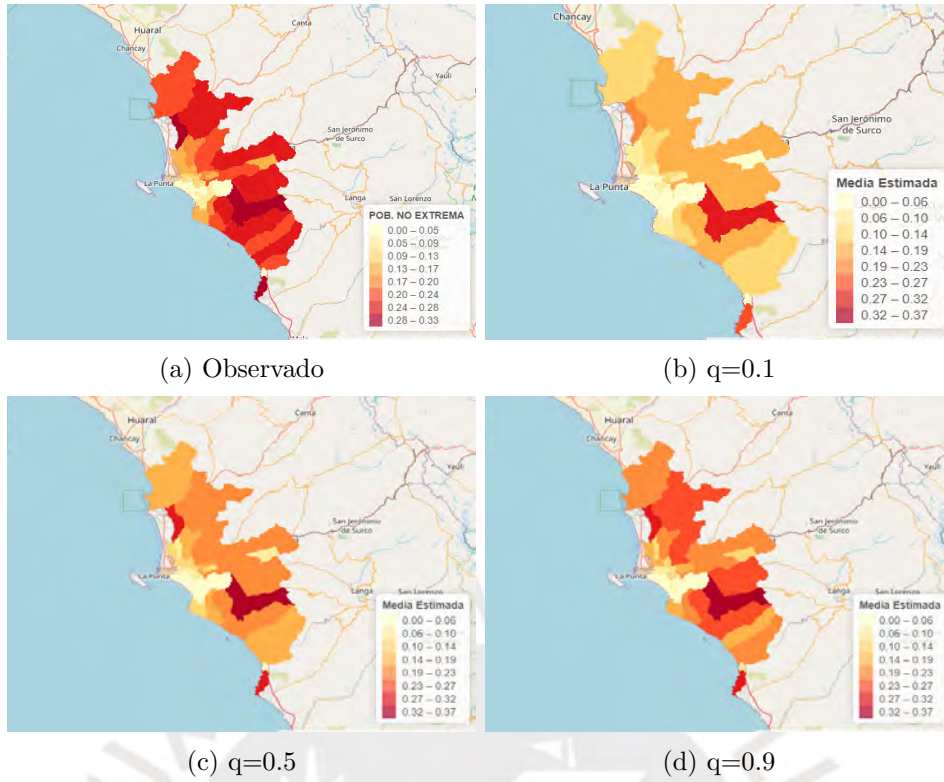 Huaral
Chancay
Canta
Yauli
San Jerónimo
de Surco
La Punta
Langa
San Lorenzo
POB. NO EXTREMA
0.00 – 0.05
0.05 – 0.09
0.09 – 0.13
0.13 – 0.17
0.17 – 0.20
0.20 – 0.24
0.24 – 0.28
0.28 – 0.33
(a) Observado
Chancay
Canta
San Jerónimo
de Surco
La Punta
Langa
Media Estimada
0.00 – 0.06
0.06 – 0.10
0.10 – 0.14
0.14 – 0.19
0.19 – 0.23
0.23 – 0.27
0.27 – 0.32
0.32 – 0.37
(b) q=0.1
Huaral
Chancay
Canta
Yauli
San Jerónimo
de Surco
La Punta
Langa
San Lorenzo
Media Estimada
0.00 – 0.06
0.06 – 0.10
0.10 – 0.14
0.14 – 0.19
0.19 – 0.23
0.23 – 0.27
0.27 – 0.32
0.32 – 0.37
(c) q=0.5
Huaral
Chancay
Canta
Yauli
San Jerónimo
de Surco
La Punta
Langa
San Lorenzo
Media Estimada
0.00 – 0.06
0.06 – 0.10
0.10 – 0.14
0.14 – 0.19
0.19 – 0.23
0.23 – 0.27
0.27 – 0.32
0.32 – 0.37
(d) q=0.9